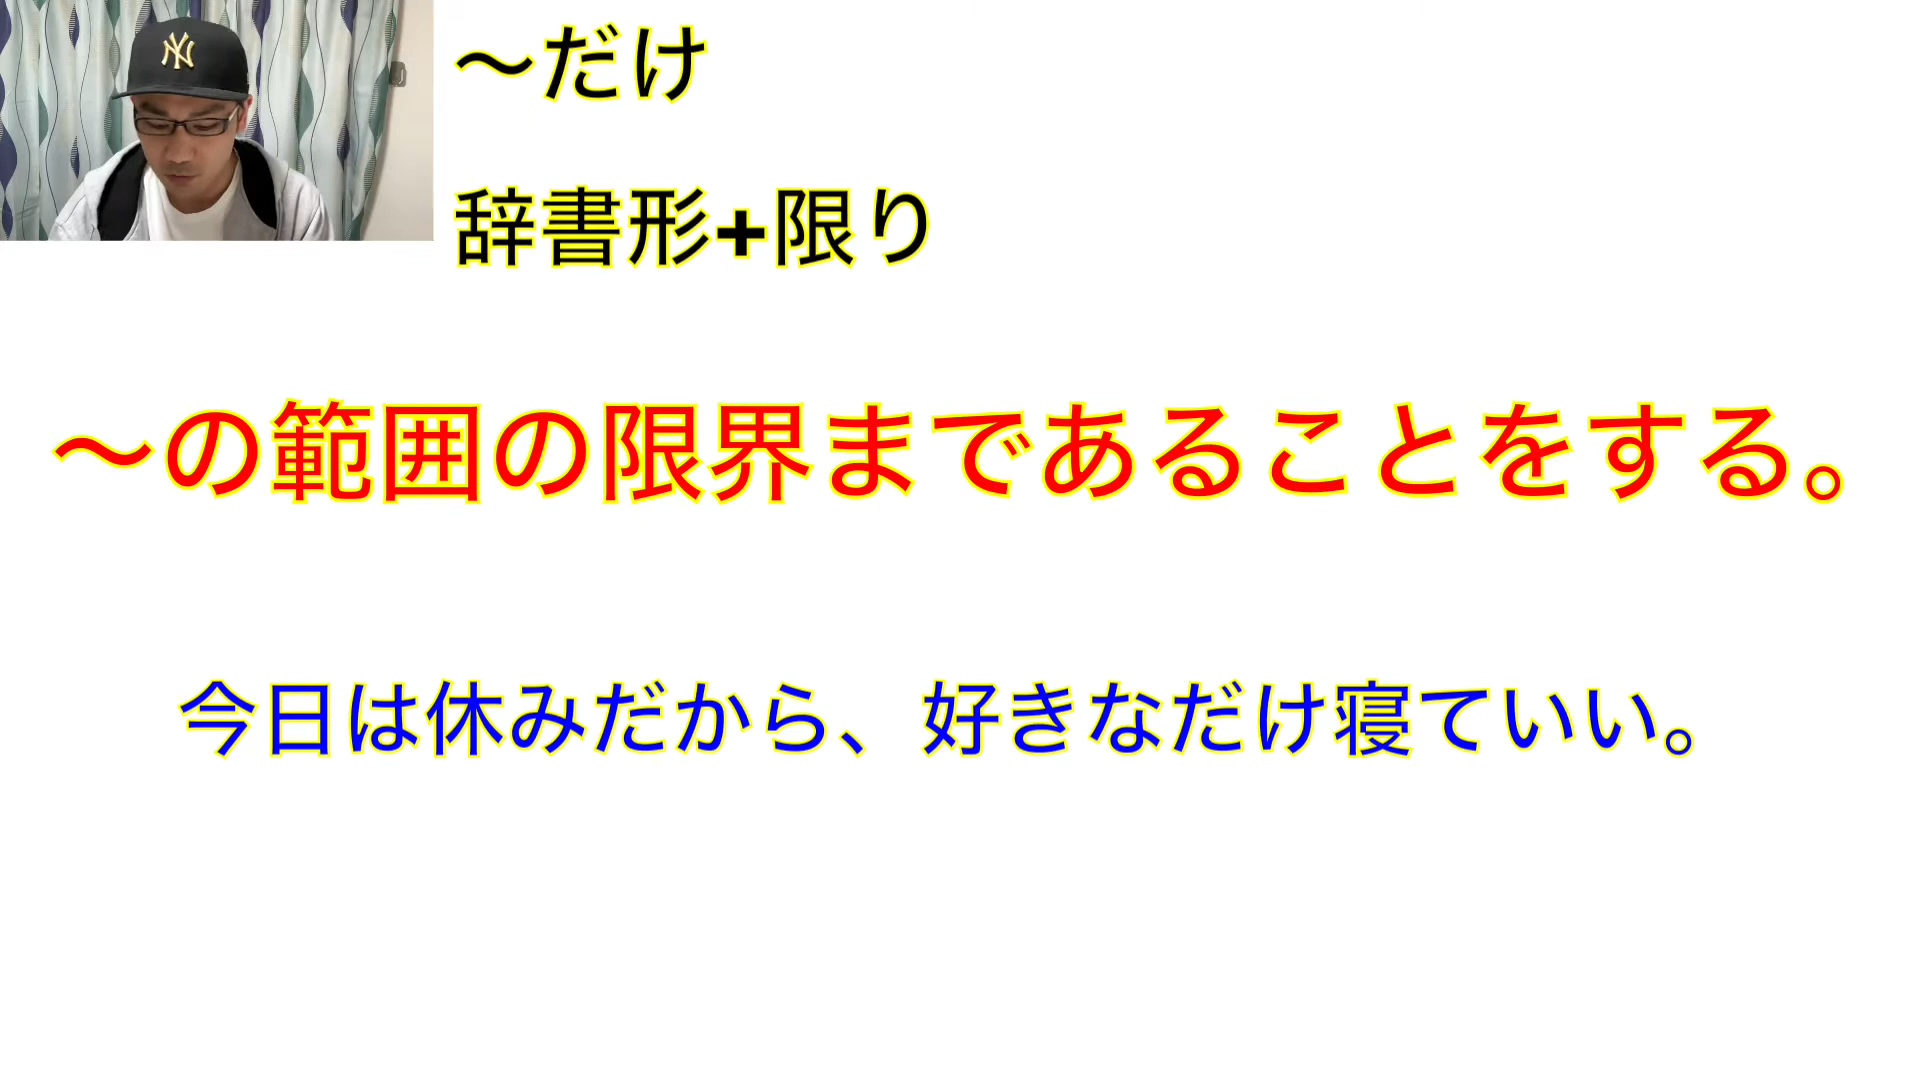 NY
～だけ
辞書形+限り
～の範囲の限界まであることをする。
今日は休みだから、好きなだけ寝ていい。